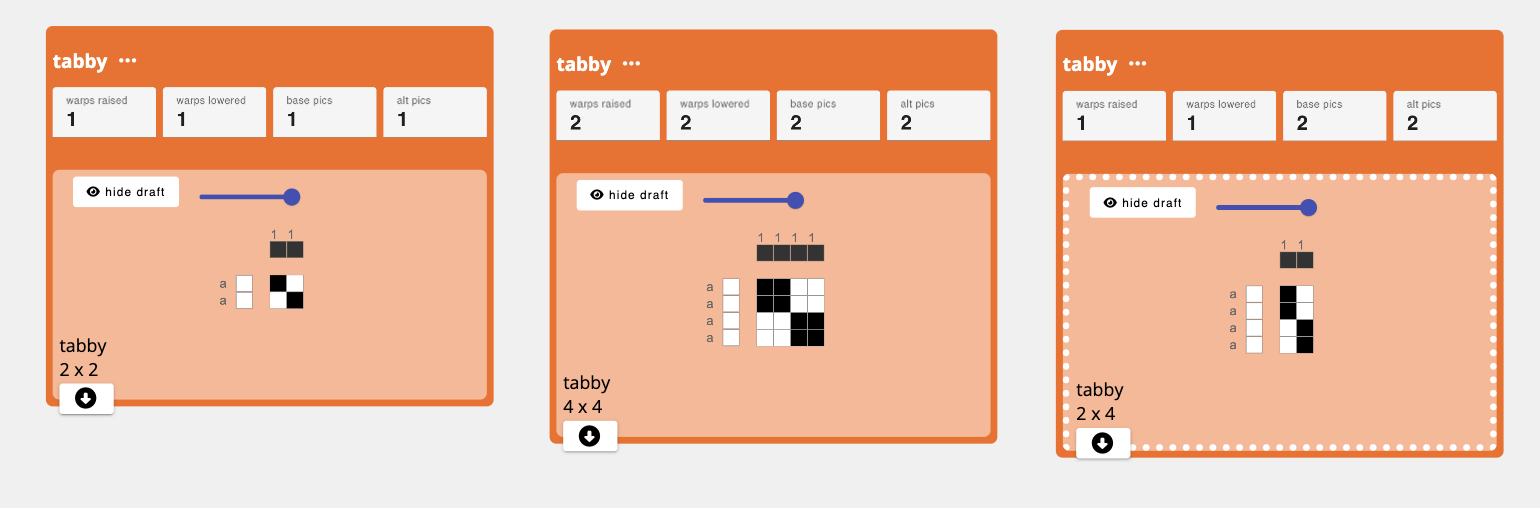 tabby ...
warps raised warps lowered base pics alt pics
1 1 1 1
hide draft
1 1
a
a
tabby
2 x 2
tabby ...
warps raised warps lowered base pics alt pics
2 2 2 2
hide draft
1 1 1 1
a
a
a
a
tabby
4 x 4
tabby ...
warps raised warps lowered base pics alt pics
1 1 2 2
hide draft
1 1
a
a
a
a
tabby
2 x 4